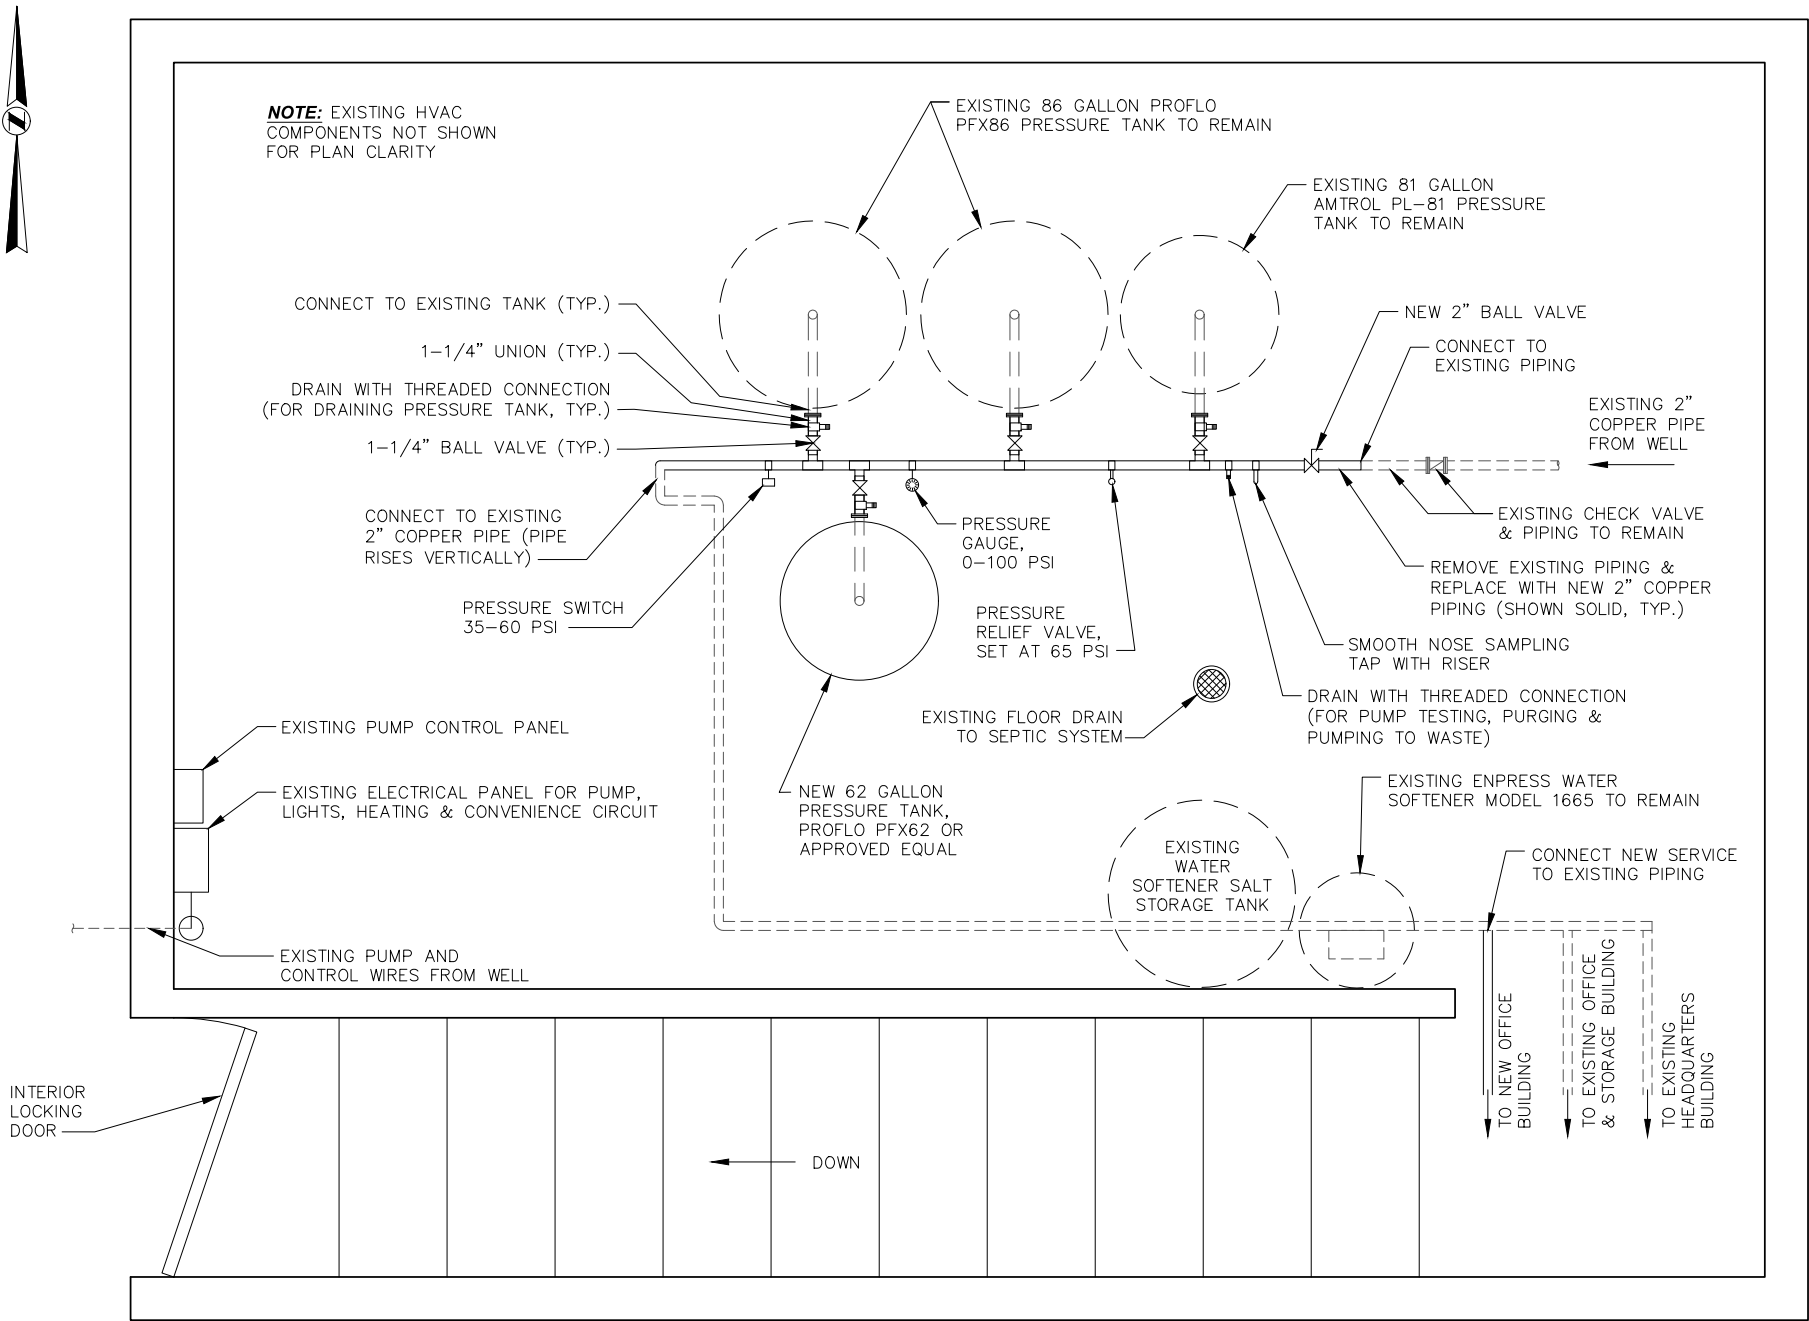 NOTE: EXISTING HVAC
COMPONENTS NOT SHOWN
FOR PLAN CLARITY
EXISTING 86 GALLON PROFLO
PFX86 PRESSURE TANK TO REMAIN
EXISTING 81 GALLON
AMTROL PL-81 PRESSURE
TANK TO REMAIN
CONNECT TO EXISTING TANK (TYP.)
1-1/4" UNION (TYP.)
DRAIN WITH THREADED CONNECTION
(FOR DRAINING PRESSURE TANK, TYP.)
1-1/4" BALL VALVE (TYP.)
NEW 2" BALL VALVE
CONNECT TO
EXISTING PIPING
EXISTING 2"
COPPER PIPE
FROM WELL
CONNECT TO EXISTING
2" COPPER PIPE (PIPE
RISES VERTICALLY)
PRESSURE SWITCH
35-60 PSI
PRESSURE
GAUGE,
0-100 PSI
PRESSURE
RELIEF VALVE,
SET AT 65 PSI
EXISTING CHECK VALVE
& PIPING TO REMAIN
REMOVE EXISTING PIPING &
REPLACE WITH NEW 2" COPPER
PIPING (SHOWN SOLID, TYP.)
SMOOTH NOSE SAMPLING
TAP WITH RISER
DRAIN WITH THREADED CONNECTION
(FOR PUMP TESTING, PURGING &
PUMPING TO WASTE)
EXISTING FLOOR DRAIN
TO SEPTIC SYSTEM
EXISTING PUMP CONTROL PANEL
EXISTING ELECTRICAL PANEL FOR PUMP,
LIGHTS, HEATING & CONVENIENCE CIRCUIT
NEW 62 GALLON
PRESSURE TANK,
PROFLO PFX62 OR
APPROVED EQUAL
EXISTING ENPRESS WATER
SOFTENER MODEL 1665 TO REMAIN
EXISTING
WATER
SOFTENER SALT
STORAGE TANK
CONNECT NEW SERVICE
TO EXISTING PIPING
EXISTING PUMP AND
CONTROL WIRES FROM WELL
TO NEW OFFICE
BUILDING
TO EXISTING OFFICE
& STORAGE BUILDING
TO EXISTING
HEADQUARTERS
BUILDING
INTERIOR
LOCKING
DOOR
DOWN